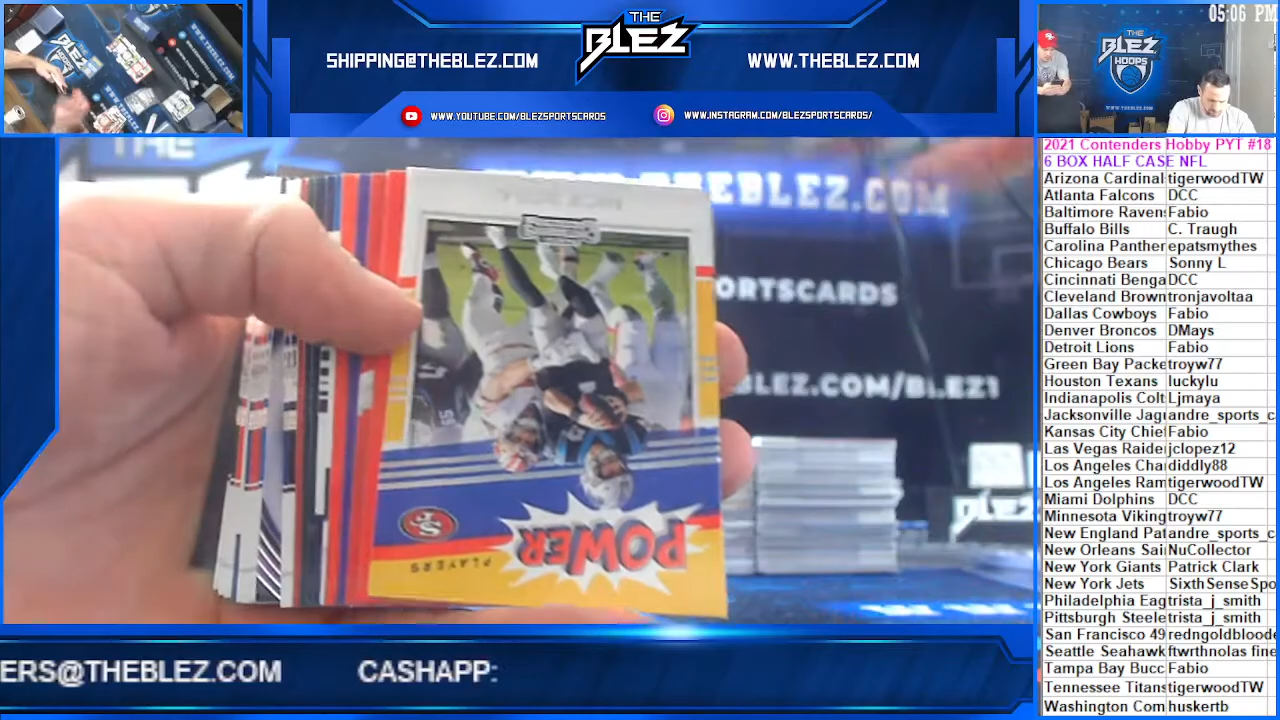 05:06 PM
THE
BLEZ
SHIPPING@THEBLEZ.COM
WWW.THEBLEZ.COM
WWW.YOUTUBE.COM/BLEZSPORTSCARDS
WWW.INSTAGRAM.COM/BLEZSPORTSCARDS/
THE
BLEZ
HOOPS
2021 Contenders Hobby PYT #18
6 BOX HALF CASE NFL
Arizona Cardinal tigerwoodTW
Atlanta Falcons DCC
Baltimore Raven Fabio
Buffalo Bills C. Traugh
Carolina Panther epatsmythes
Chicago Bears Sonny L
Cincinnati Benga DCC
Cleveland Brown tronjavoltaa
Dallas Cowboys Fabio
Denver Broncos DMays
Detroit Lions Fabio
Green Bay Packe troyw77
Houston Texans luckylu
Indianapolis Colt Ljmaya
Jacksonville Jagu andre_sports_c
Kansas City Chie Fabio
Las Vegas Raide jclopez12
Los Angeles Cha diddly88
Los Angeles Ram tigerwoodTW
Miami Dolphins DCC
Minnesota Viking troyw77
New England Pat andre_sports_c
New Orleans Sai NuCollector
New York Giants Patrick Clark
New York Jets SixthSenseSpo
Philadelphia Eag trista_j_smith
Pittsburgh Steele trista_j_smith
San Francisco 49 redngoldbloode
Seattle Seahawk ftwrthnolas fine
Tampa Bay Bucc Fabio
Tennessee Titans tigerwoodTW
Washington Com huskertb
THE
THEBLEZ.COM
ORTSCARDS
BLEZ.COM/BLEZ1
BLEZ
POWER
PLAYERS
ERS@THEBLEZ.COM
CASHAPP: